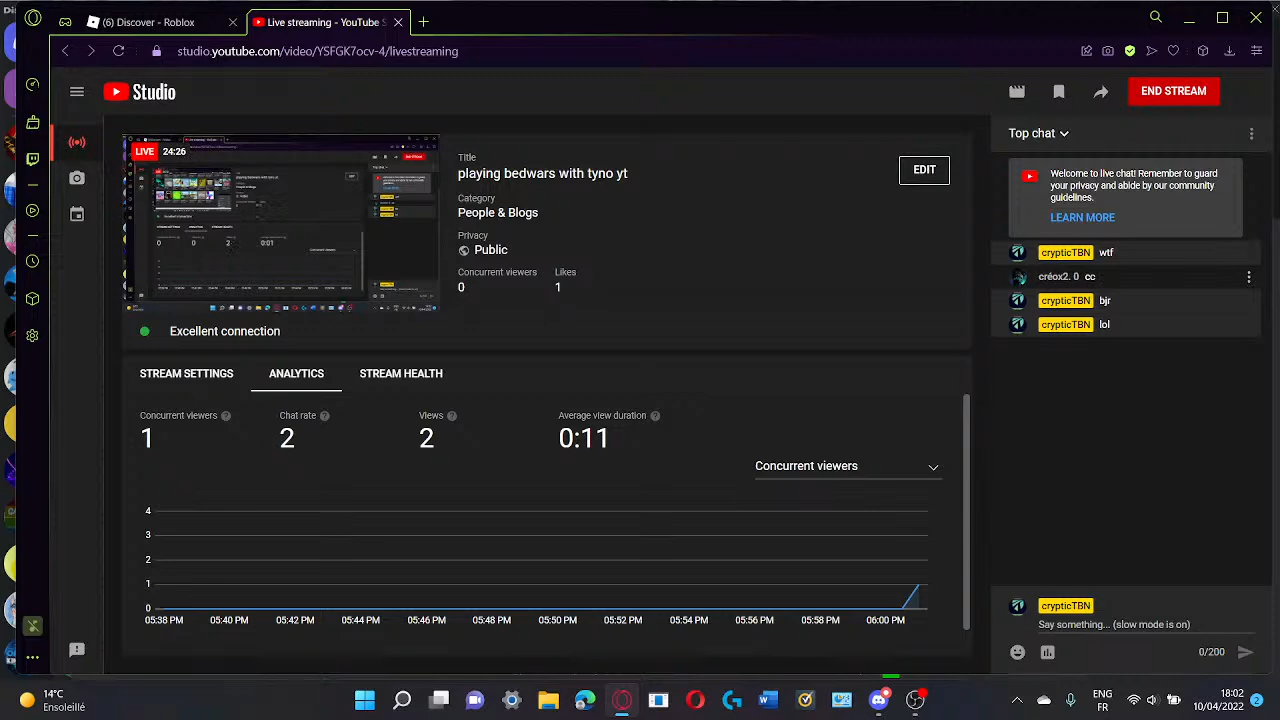 (6) Discover - Roblox
Live streaming - YouTube S
studio.youtube.com/video/YSFGK7ocv-4/livestreaming
Studio
END STREAM
LIVE 24:26
Title
playing bedwars with tyno yt
EDIT
Category
People & Blogs
Privacy
Public
Concurrent viewers Likes
0 1
Excellent connection
STREAM SETTINGS ANALYTICS STREAM HEALTH
Concurrent viewers Chat rate Views Average view duration
1 2 2 0:11
Concurrent viewers
4
3
2
1
0
05:38 PM 05:40 PM 05:42 PM 05:44 PM 05:46 PM 05:48 PM 05:50 PM 05:52 PM 05:54 PM 05:56 PM 05:58 PM 06:00 PM
Top chat
Welcome to live chat! Remember to guard
your privacy and abide by our community
guidelines.
LEARN MORE
crypticTBN wtf
créox2. 0 cc
crypticTBN bjr
crypticTBN lol
crypticTBN
Say something... (slow mode is on)
0/200
14°C
Ensoleillé
ENG
FR
18:02
10/04/2022
2